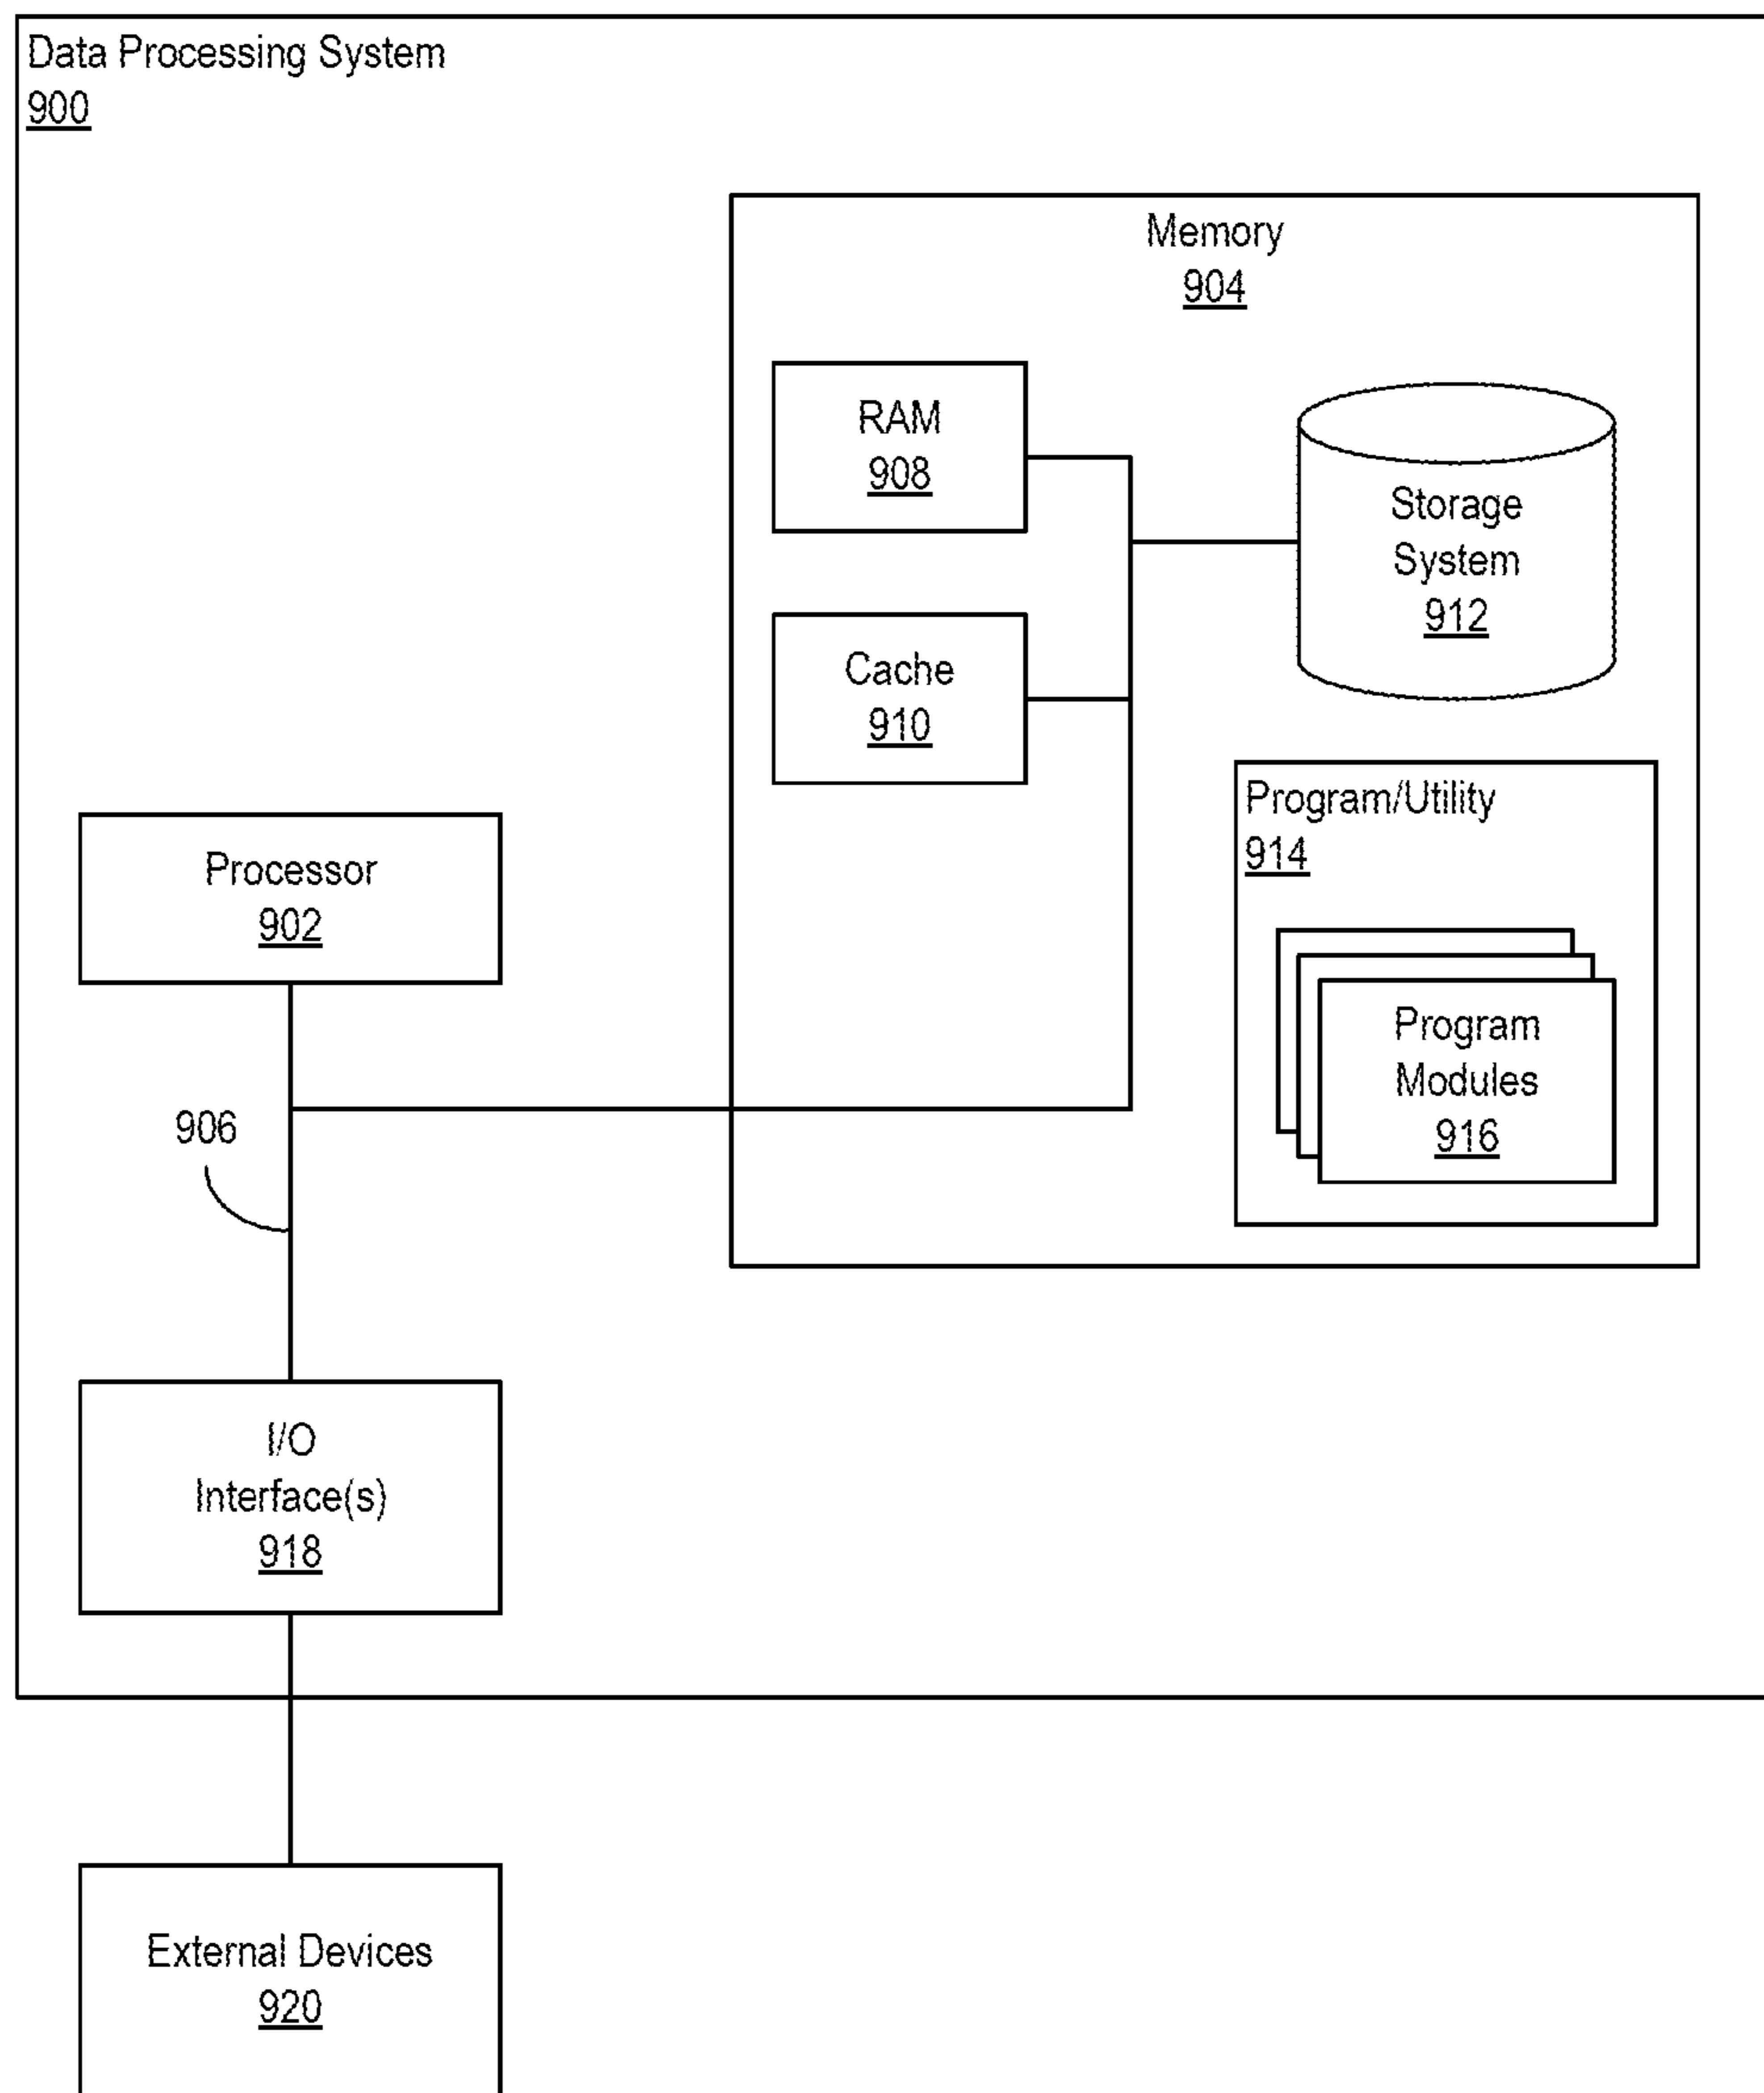 Data Processing System
900
Memory
904
RAM
908
Storage
System
912
Cache
910
Program/Utility
914
Processor
902
Program
Modules
916
906
I/O
Interface(s)
918
External Devices
920